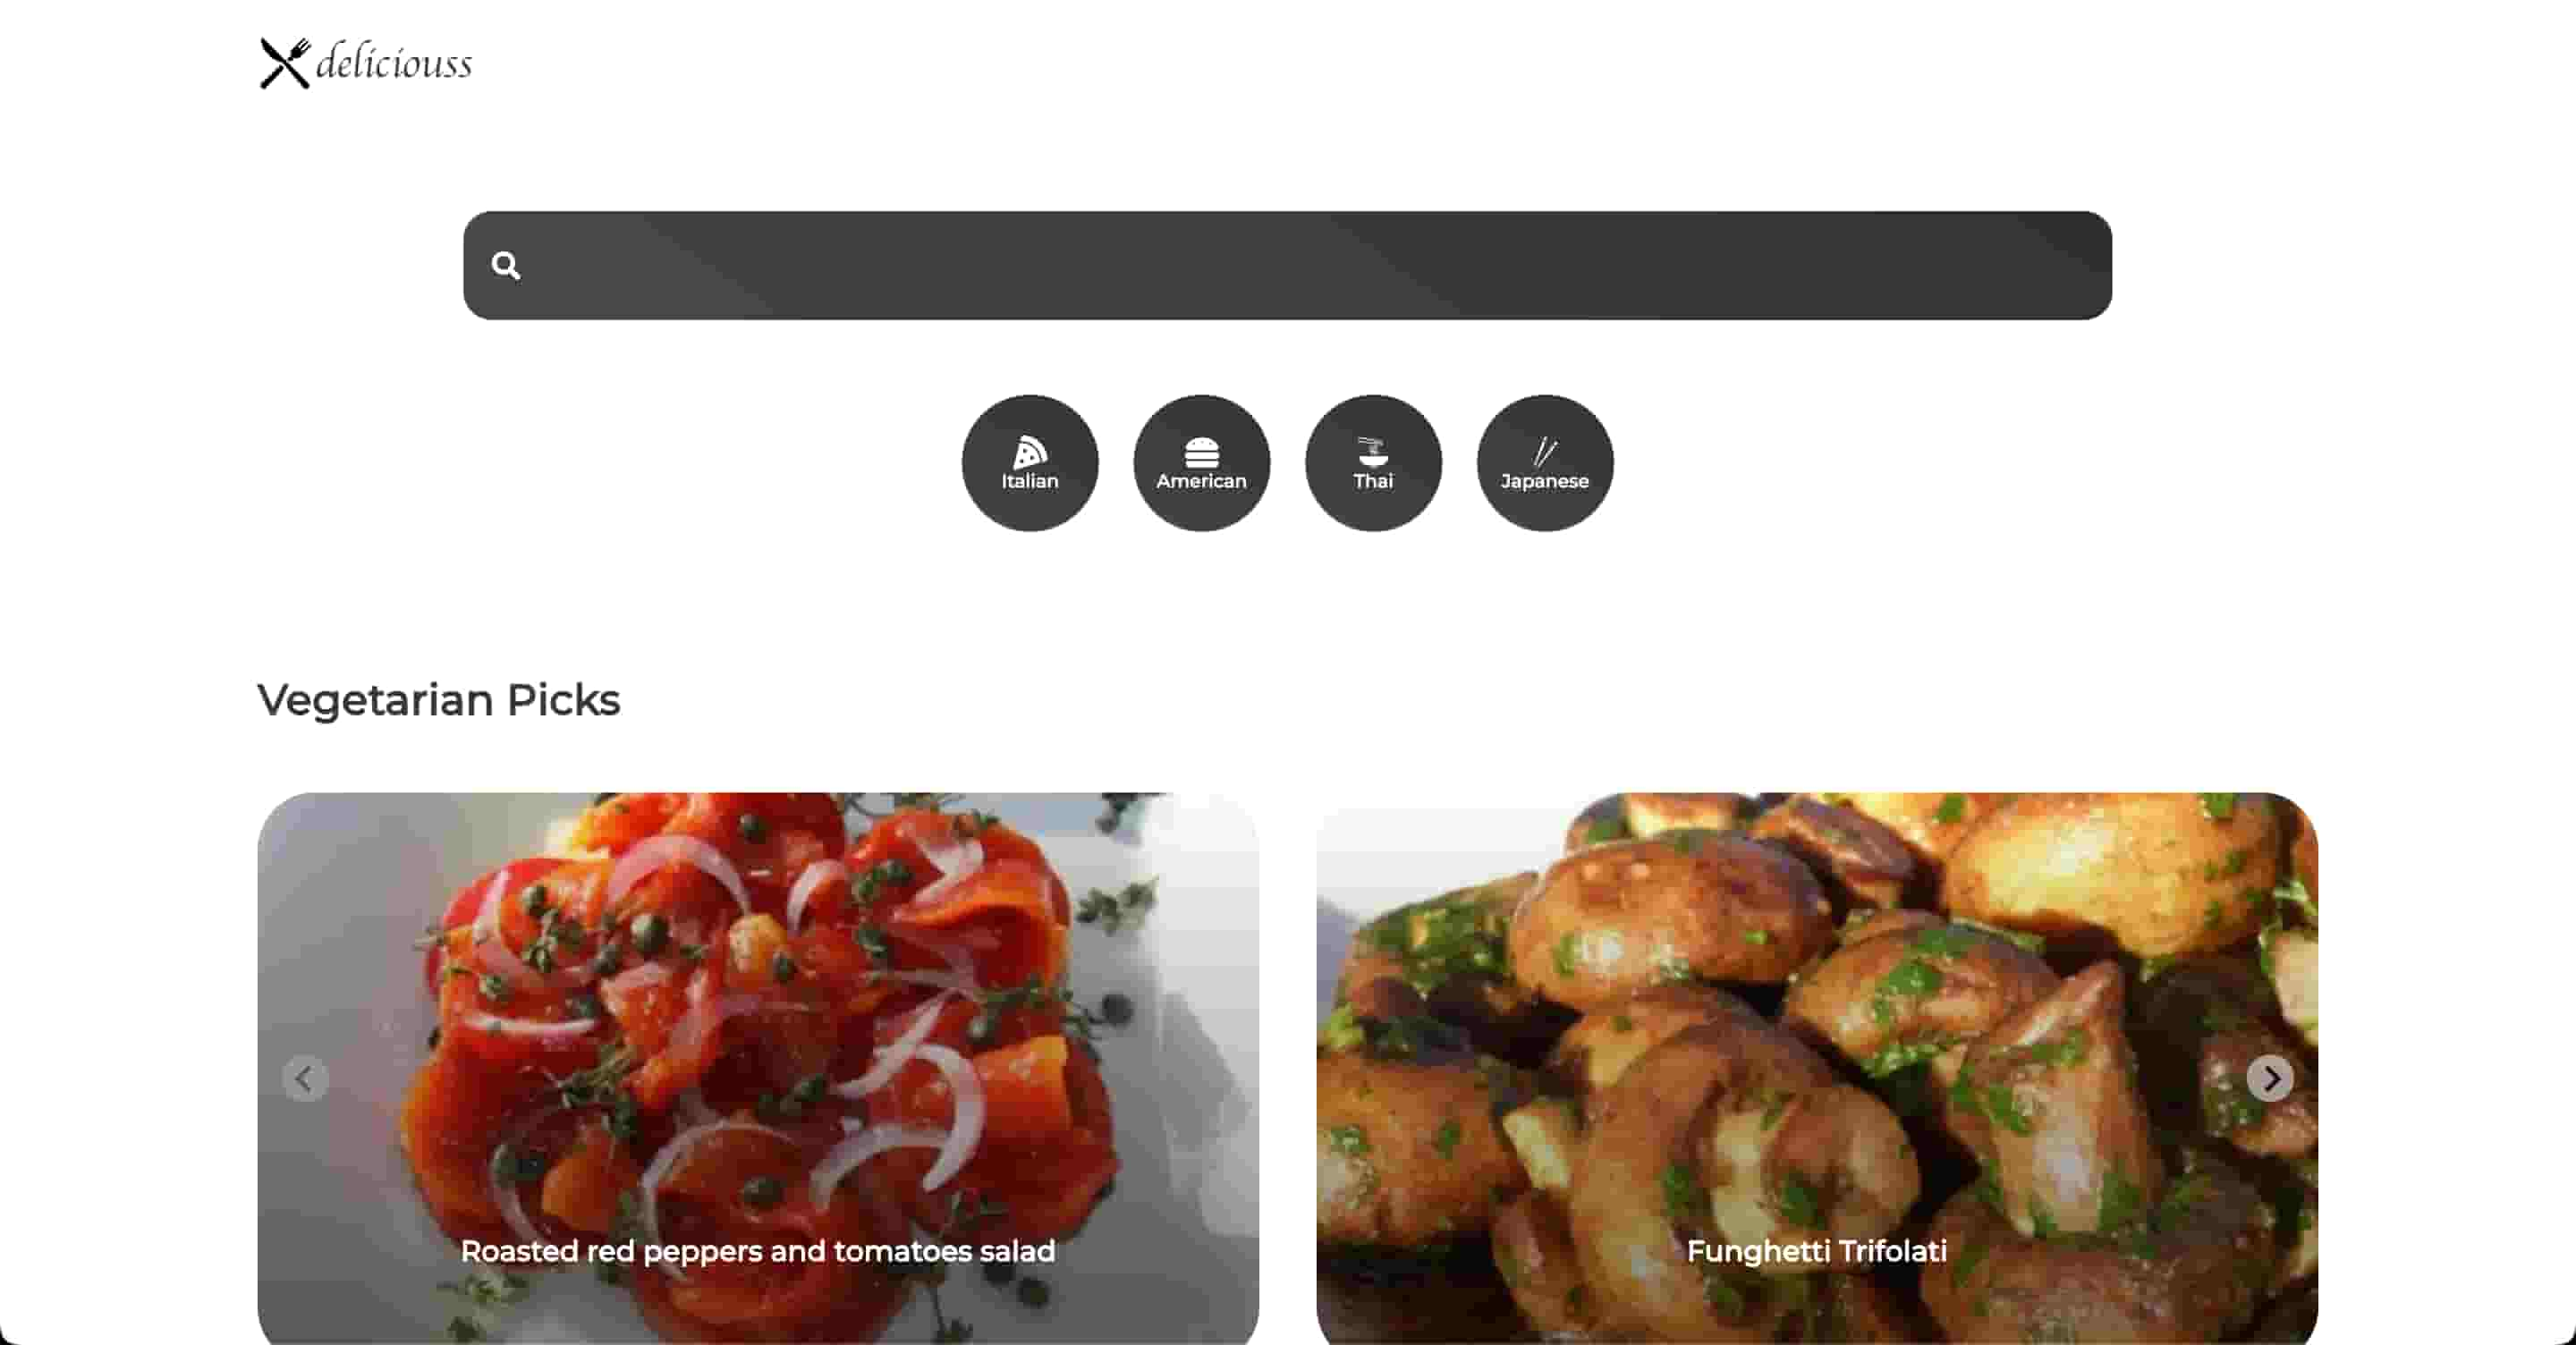 deliciouss
Italian
American
Thai
Japanese
Vegetarian Picks
Roasted red peppers and tomatoes salad
Funghetti Trifolati